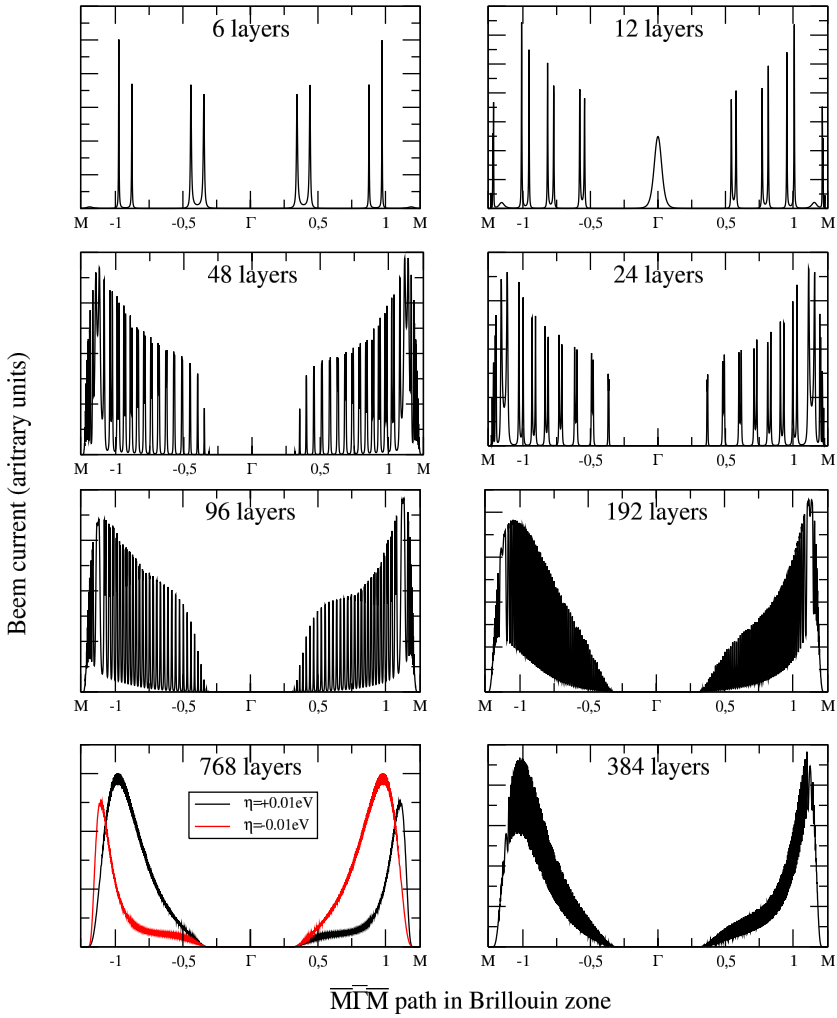 6 layers
12 layers
M -1 -0,5 Γ 0,5 1 M
M -1 -0,5 Γ 0,5 1 M
48 layers
24 layers
M -1 -0,5 Γ 0,5 1 M
M -1 -0,5 Γ 0,5 1 M
Beem current (aritrary units)
96 layers
192 layers
M -1 -0,5 Γ 0,5 1 M
M -1 -0,5 Γ 0,5 1 M
768 layers
384 layers
η=+0.01eV
η=-0.01eV
M -1 -0,5 Γ 0,5 1 M
M -1 -0,5 Γ 0,5 1 M
M̅Γ̅M̅ path in Brillouin zone